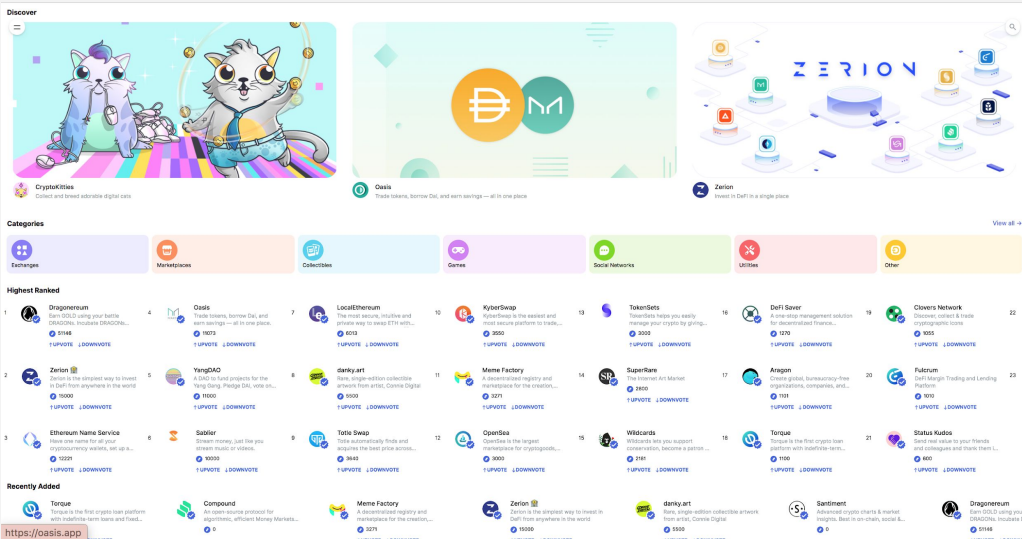 Discover
ZERION
CryptoKitties
Collect and breed adorable digital cats
Oasis
Trade tokens, borrow Dai, and earn savings — all in one place
Zerion
Invest in DeFi in a single place
Categories
View all →
Exchanges
Marketplaces
Collectibles
Games
Social Networks
Utilities
Other
Highest Ranked
1
Dragonereum
Earn GOLD using your battle
DRAGONs. Incubate DRAGONs...
51146
↑UPVOTE ↓DOWNVOTE
4
Oasis
Trade tokens, borrow Dai, and
earn savings — all in one place.
11073
↑UPVOTE ↓DOWNVOTE
7
LocalEthereum
The most secure, intuitive and
private way to swap ETH with...
6013
↑UPVOTE ↓DOWNVOTE
10
KyberSwap
KyberSwap is the easiest and
most secure platform to trade,...
3550
↑UPVOTE ↓DOWNVOTE
13
TokenSets
TokenSets helps you easily
manage your crypto by giving...
3000
↑UPVOTE ↓DOWNVOTE
16
DeFi Saver
A one-stop management solution
for decentralized finance...
1270
↑UPVOTE ↓DOWNVOTE
19
Clovers Network
Discover, collect & trade
cryptographic icons
1055
↑UPVOTE ↓DOWNVOTE
22
2
Zerion
Zerion is the simplest way to invest
in DeFi from anywhere in the world
15000
↑UPVOTE ↓DOWNVOTE
5
YangDAO
A DAO to fund projects for the
Yang Gang. Pledge DAI, vote on...
11000
↑UPVOTE ↓DOWNVOTE
8
danky.art
Rare, single-edition collectible
artwork from artist, Connie Digital
5500
↑UPVOTE ↓DOWNVOTE
11
Meme Factory
A decentralized registry and
marketplace for the creation,...
3271
↑UPVOTE ↓DOWNVOTE
14
SR
SuperRare
The Internet Art Market
2800
↑UPVOTE ↓DOWNVOTE
17
Aragon
Create global, bureaucracy-free
organizations, companies, and...
1101
↑UPVOTE ↓DOWNVOTE
20
Fulcrum
DeFi Margin Trading and Lending
Platform
1010
↑UPVOTE ↓DOWNVOTE
23
3
Ethereum Name Service
Have one name for all your
cryptocurrency wallets, set up a...
12221
↑UPVOTE ↓DOWNVOTE
6
Sablier
Stream money, just like you
stream music or videos.
10000
↑UPVOTE ↓DOWNVOTE
9
Totle Swap
Totle automatically finds and
acquires the best price across...
3640
↑UPVOTE ↓DOWNVOTE
12
OpenSea
OpenSea is the largest
marketplace for cryptogoods,...
3000
↑UPVOTE ↓DOWNVOTE
15
Wildcards
Wildcards lets you support
conservation, become a patron ...
2181
↑UPVOTE ↓DOWNVOTE
18
Torque
Torque is the first crypto loan
platform with indefinite-term...
1100
↑UPVOTE ↓DOWNVOTE
21
Status Kudos
Send real value to your friends
and colleagues and thank them i...
600
↑UPVOTE ↓DOWNVOTE
Recently Added
Torque
Torque is the first crypto loan platform
with indefinite-term loans and fixed...
Compound
An open-source protocol for
algorithmic, efficient Money Markets...
0
Meme Factory
A decentralized registry and
marketplace for the creation,...
3271
Zerion
Zerion is the simplest way to invest to
DeFi from anywhere in the world
15000
danky.art
Rare, single-edition collectible artwork
from artist, Connie Digital
5500
Santiment
Advanced crypto charts & market
insights. Best in on-chain, social &...
0
Dragonereum
Earn GOLD using you
DRAGONs. Incubate
51146
https://oasis.app